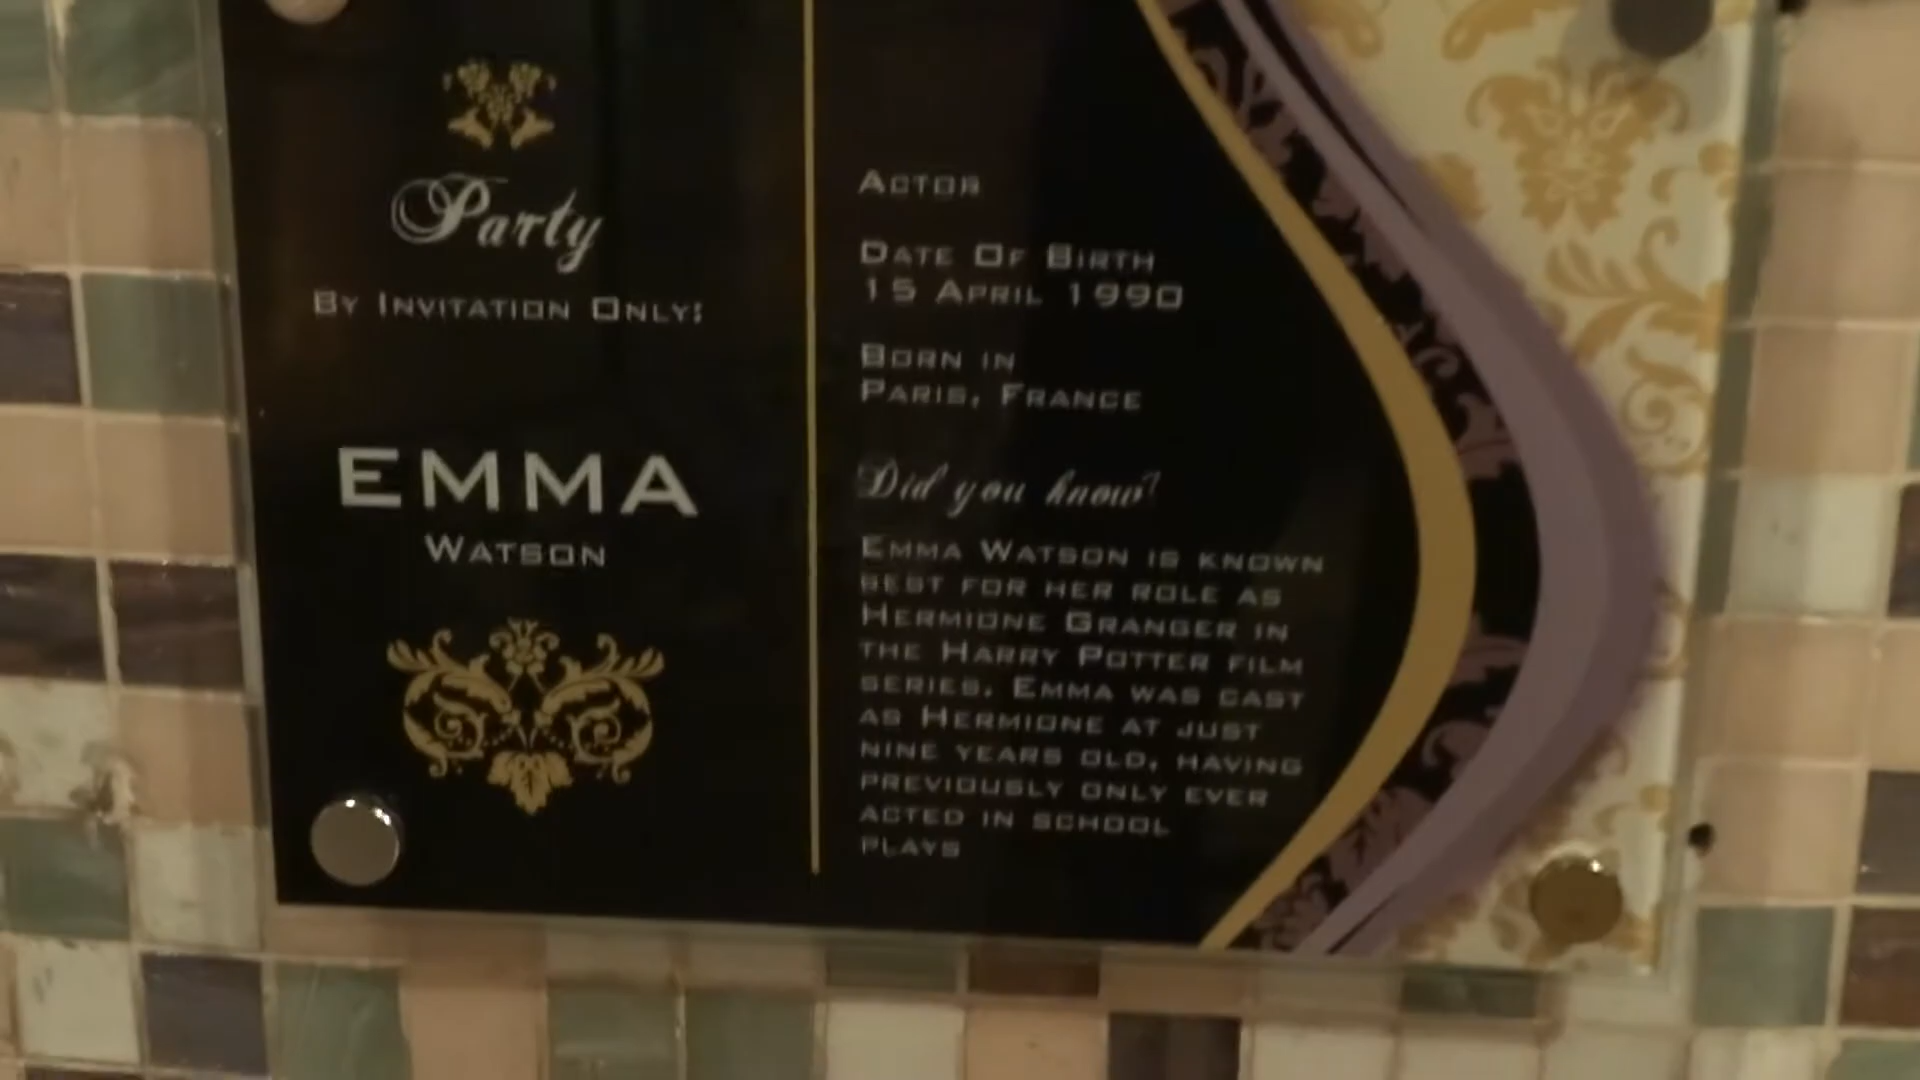 Party
BY INVITATION ONLY:
EMMA
WATSON
ACTOR
DATE OF BIRTH
15 APRIL 1990
BORN IN
PARIS, FRANCE
Did you know?
EMMA WATSON IS KNOWN
BEST FOR HER ROLE AS
HERMIONE GRANGER IN
THE HARRY POTTER FILM
SERIES. EMMA WAS CAST
AS HERMIONE AT JUST
NINE YEARS OLD, HAVING
PREVIOUSLY ONLY EVER
ACTED IN SCHOOL
PLAYS